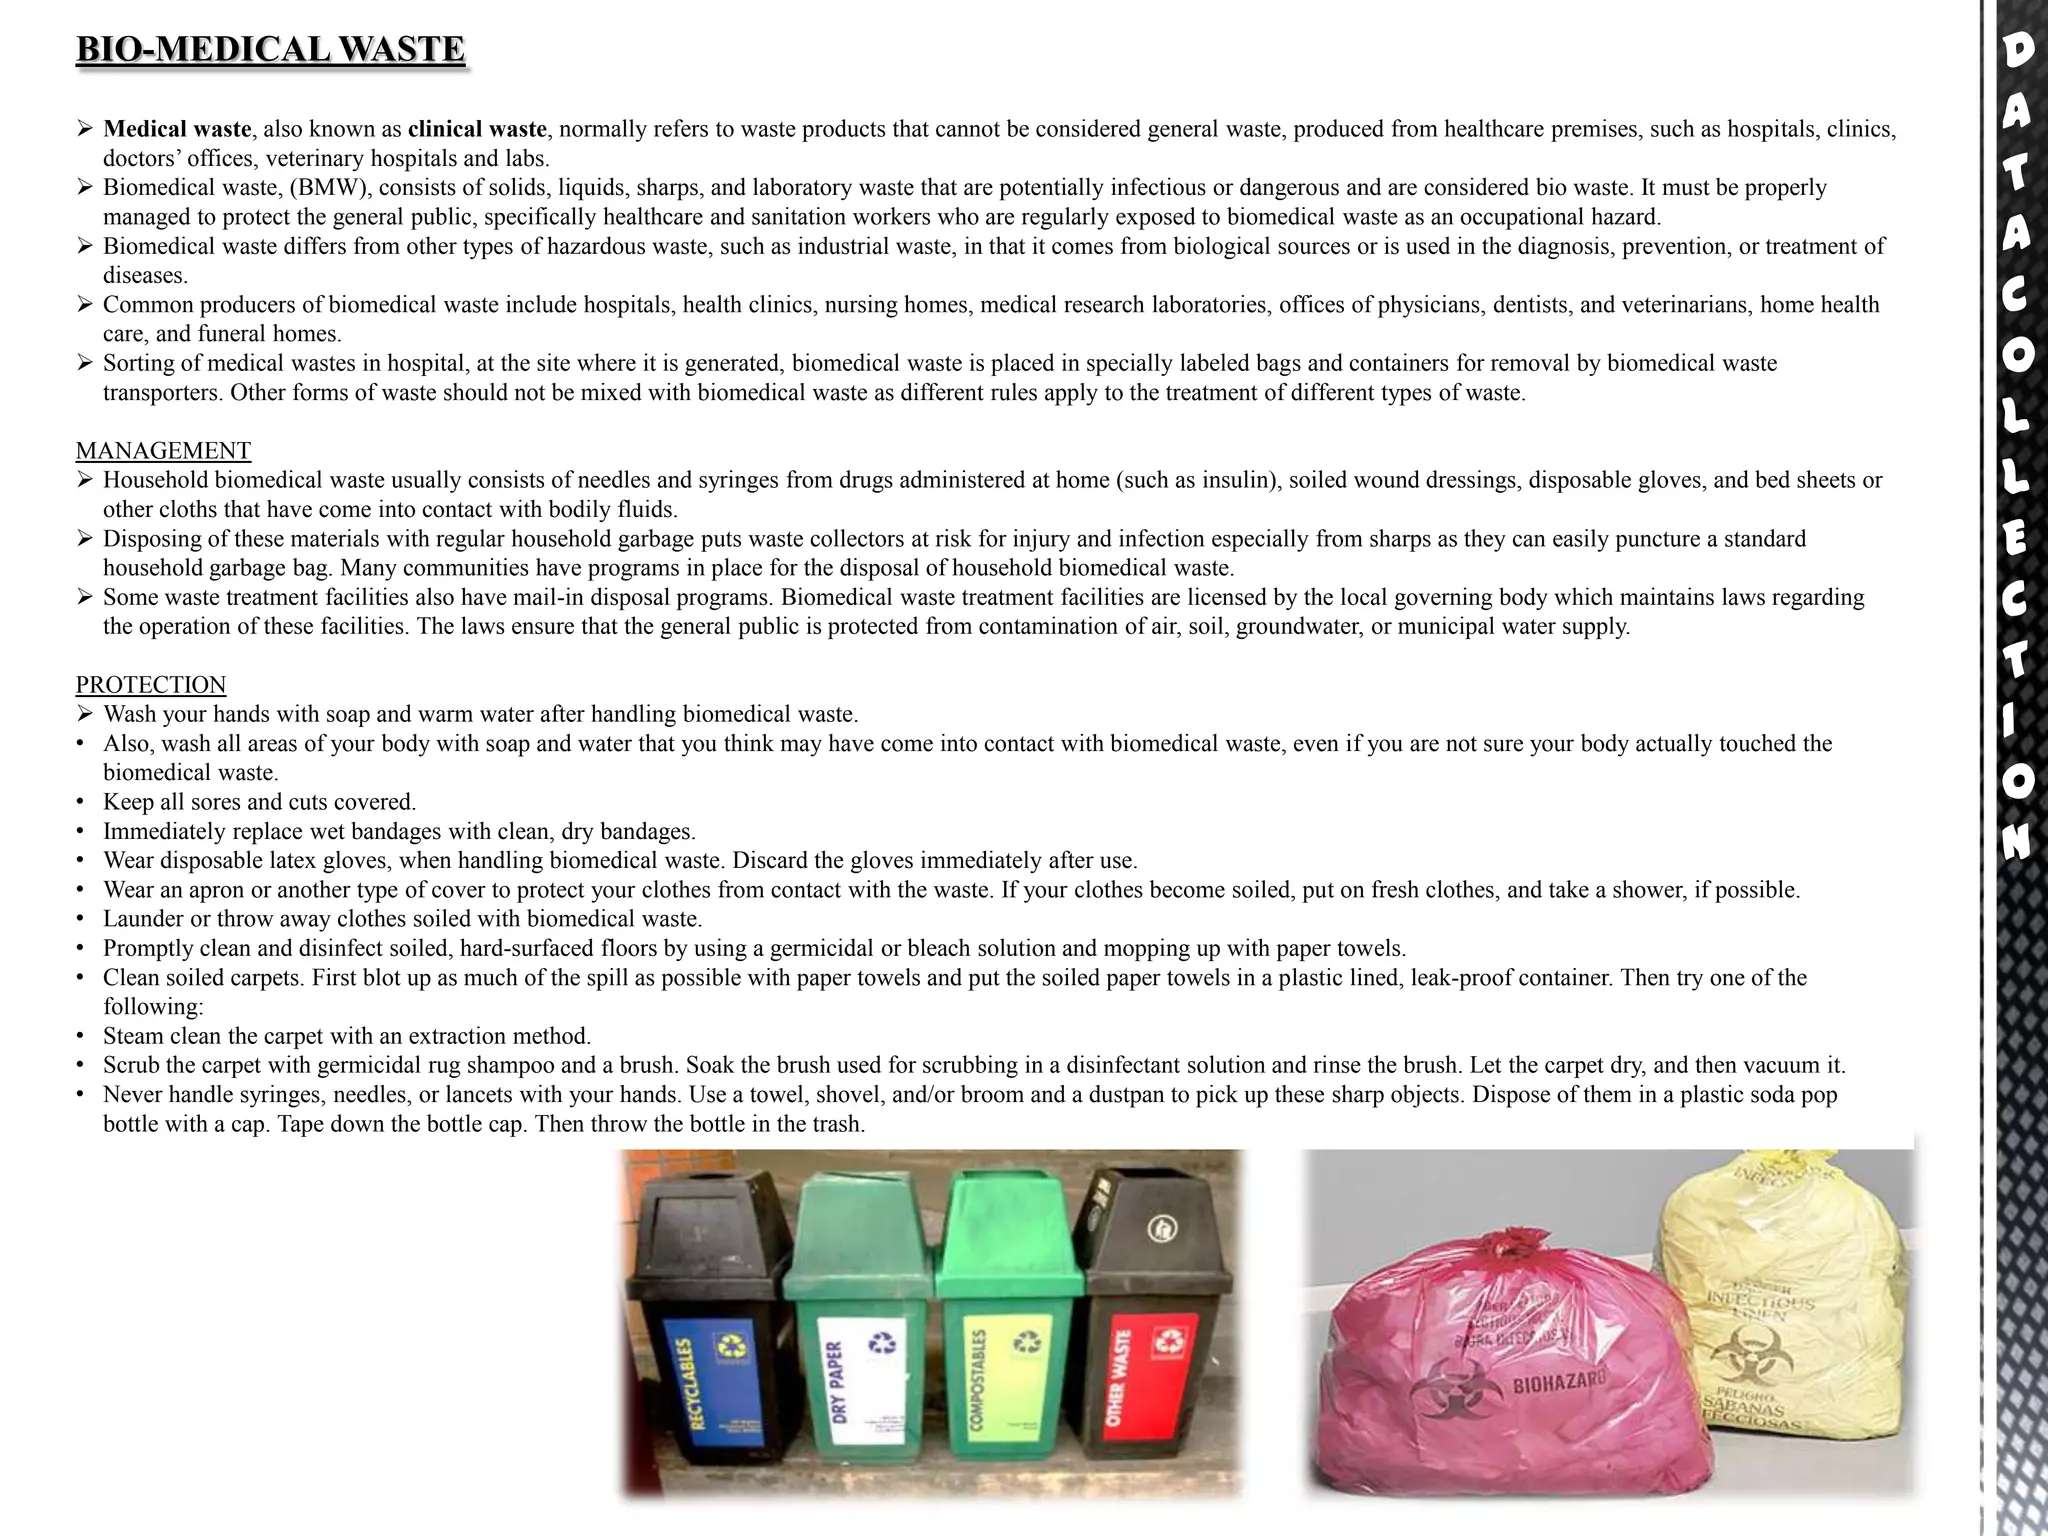 BIO-MEDICAL WASTE
➢ Medical waste, also known as clinical waste, normally refers to waste products that cannot be considered general waste, produced from healthcare premises, such as hospitals, clinics,
doctors’ offices, veterinary hospitals and labs.
➢ Biomedical waste, (BMW), consists of solids, liquids, sharps, and laboratory waste that are potentially infectious or dangerous and are considered bio waste. It must be properly
managed to protect the general public, specifically healthcare and sanitation workers who are regularly exposed to biomedical waste as an occupational hazard.
➢ Biomedical waste differs from other types of hazardous waste, such as industrial waste, in that it comes from biological sources or is used in the diagnosis, prevention, or treatment of
diseases.
➢ Common producers of biomedical waste include hospitals, health clinics, nursing homes, medical research laboratories, offices of physicians, dentists, and veterinarians, home health
care, and funeral homes.
➢ Sorting of medical wastes in hospital, at the site where it is generated, biomedical waste is placed in specially labeled bags and containers for removal by biomedical waste
transporters. Other forms of waste should not be mixed with biomedical waste as different rules apply to the treatment of different types of waste.
MANAGEMENT
➢ Household biomedical waste usually consists of needles and syringes from drugs administered at home (such as insulin), soiled wound dressings, disposable gloves, and bed sheets or
other cloths that have come into contact with bodily fluids.
➢ Disposing of these materials with regular household garbage puts waste collectors at risk for injury and infection especially from sharps as they can easily puncture a standard
household garbage bag. Many communities have programs in place for the disposal of household biomedical waste.
➢ Some waste treatment facilities also have mail-in disposal programs. Biomedical waste treatment facilities are licensed by the local governing body which maintains laws regarding
the operation of these facilities. The laws ensure that the general public is protected from contamination of air, soil, groundwater, or municipal water supply.
PROTECTION
➢ Wash your hands with soap and warm water after handling biomedical waste.
• Also, wash all areas of your body with soap and water that you think may have come into contact with biomedical waste, even if you are not sure your body actually touched the
biomedical waste.
• Keep all sores and cuts covered.
• Immediately replace wet bandages with clean, dry bandages.
• Wear disposable latex gloves, when handling biomedical waste. Discard the gloves immediately after use.
• Wear an apron or another type of cover to protect your clothes from contact with the waste. If your clothes become soiled, put on fresh clothes, and take a shower, if possible.
• Launder or throw away clothes soiled with biomedical waste.
• Promptly clean and disinfect soiled, hard-surfaced floors by using a germicidal or bleach solution and mopping up with paper towels.
• Clean soiled carpets. First blot up as much of the spill as possible with paper towels and put the soiled paper towels in a plastic lined, leak-proof container. Then try one of the
following:
• Steam clean the carpet with an extraction method.
• Scrub the carpet with germicidal rug shampoo and a brush. Soak the brush used for scrubbing in a disinfectant solution and rinse the brush. Let the carpet dry, and then vacuum it.
• Never handle syringes, needles, or lancets with your hands. Use a towel, shovel, and/or broom and a dustpan to pick up these sharp objects. Dispose of them in a plastic soda pop
bottle with a cap. Tape down the bottle cap. Then throw the bottle in the trash.
RECYCLABLES
DRY PAPER
COMPOSTABLES
OTHER WASTE
BIOHAZARD
INFECTIOUS
LINEN
PELIGRO
SABANAS
DATA COLLECTION